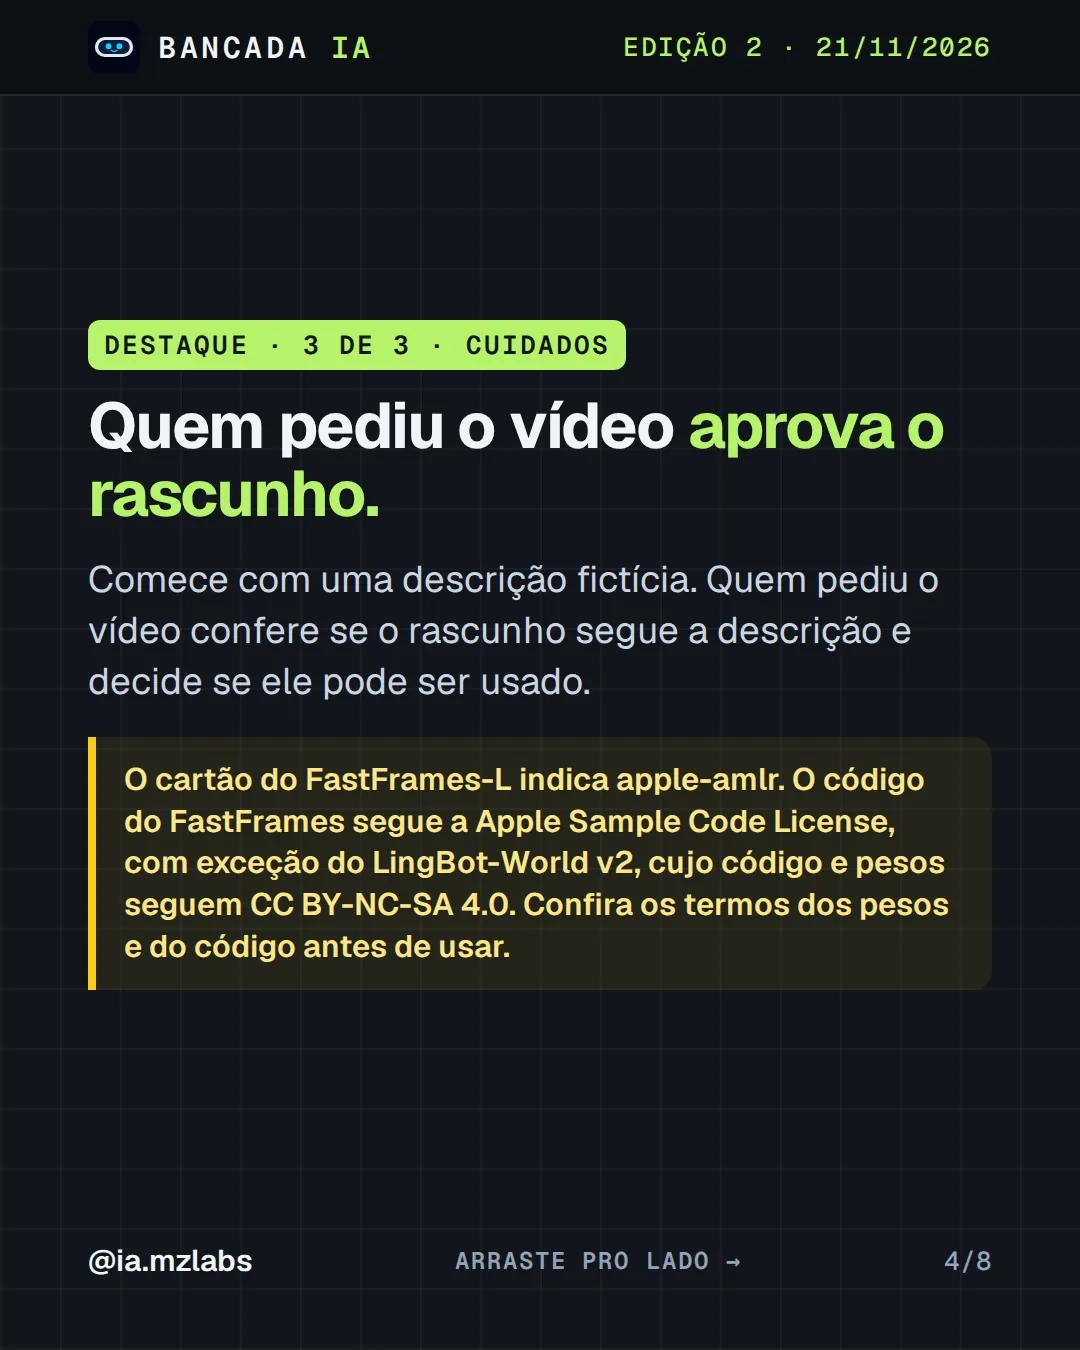 BANCADA IA
EDIÇÃO 2 · 21/11/2026
DESTAQUE · 3 DE 3 · CUIDADOS
Quem pediu o vídeo aprova o
rascunho.
Comece com uma descrição fictícia. Quem pediu o
vídeo confere se o rascunho segue a descrição e
decide se ele pode ser usado.
O cartão do FastFrames-L indica apple-amlr. O código
do FastFrames segue a Apple Sample Code License,
com exceção do LingBot-World v2, cujo código e pesos
seguem CC BY-NC-SA 4.0. Confira os termos dos pesos
e do código antes de usar.
@ia.mzlabs
ARRASTE PRO LADO →
4/8